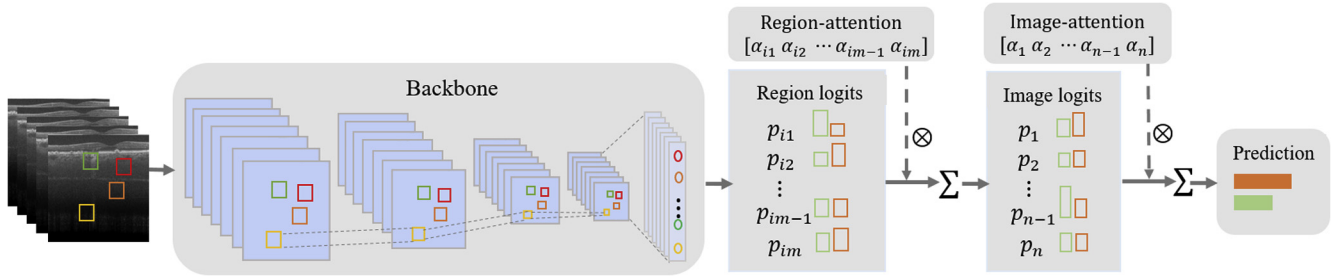 Backbone
Region-attention
[α_{i1} α_{i2} ⋯ α_{im−1} α_{im}]
Region logits
p_{i1}
p_{i2}
⋮
p_{im−1}
p_{im}
⊗
Σ
Image-attention
[α_1 α_2 ⋯ α_{n−1} α_n]
Image logits
p_1
p_2
⋮
p_{n−1}
p_n
⊗
Σ
Prediction